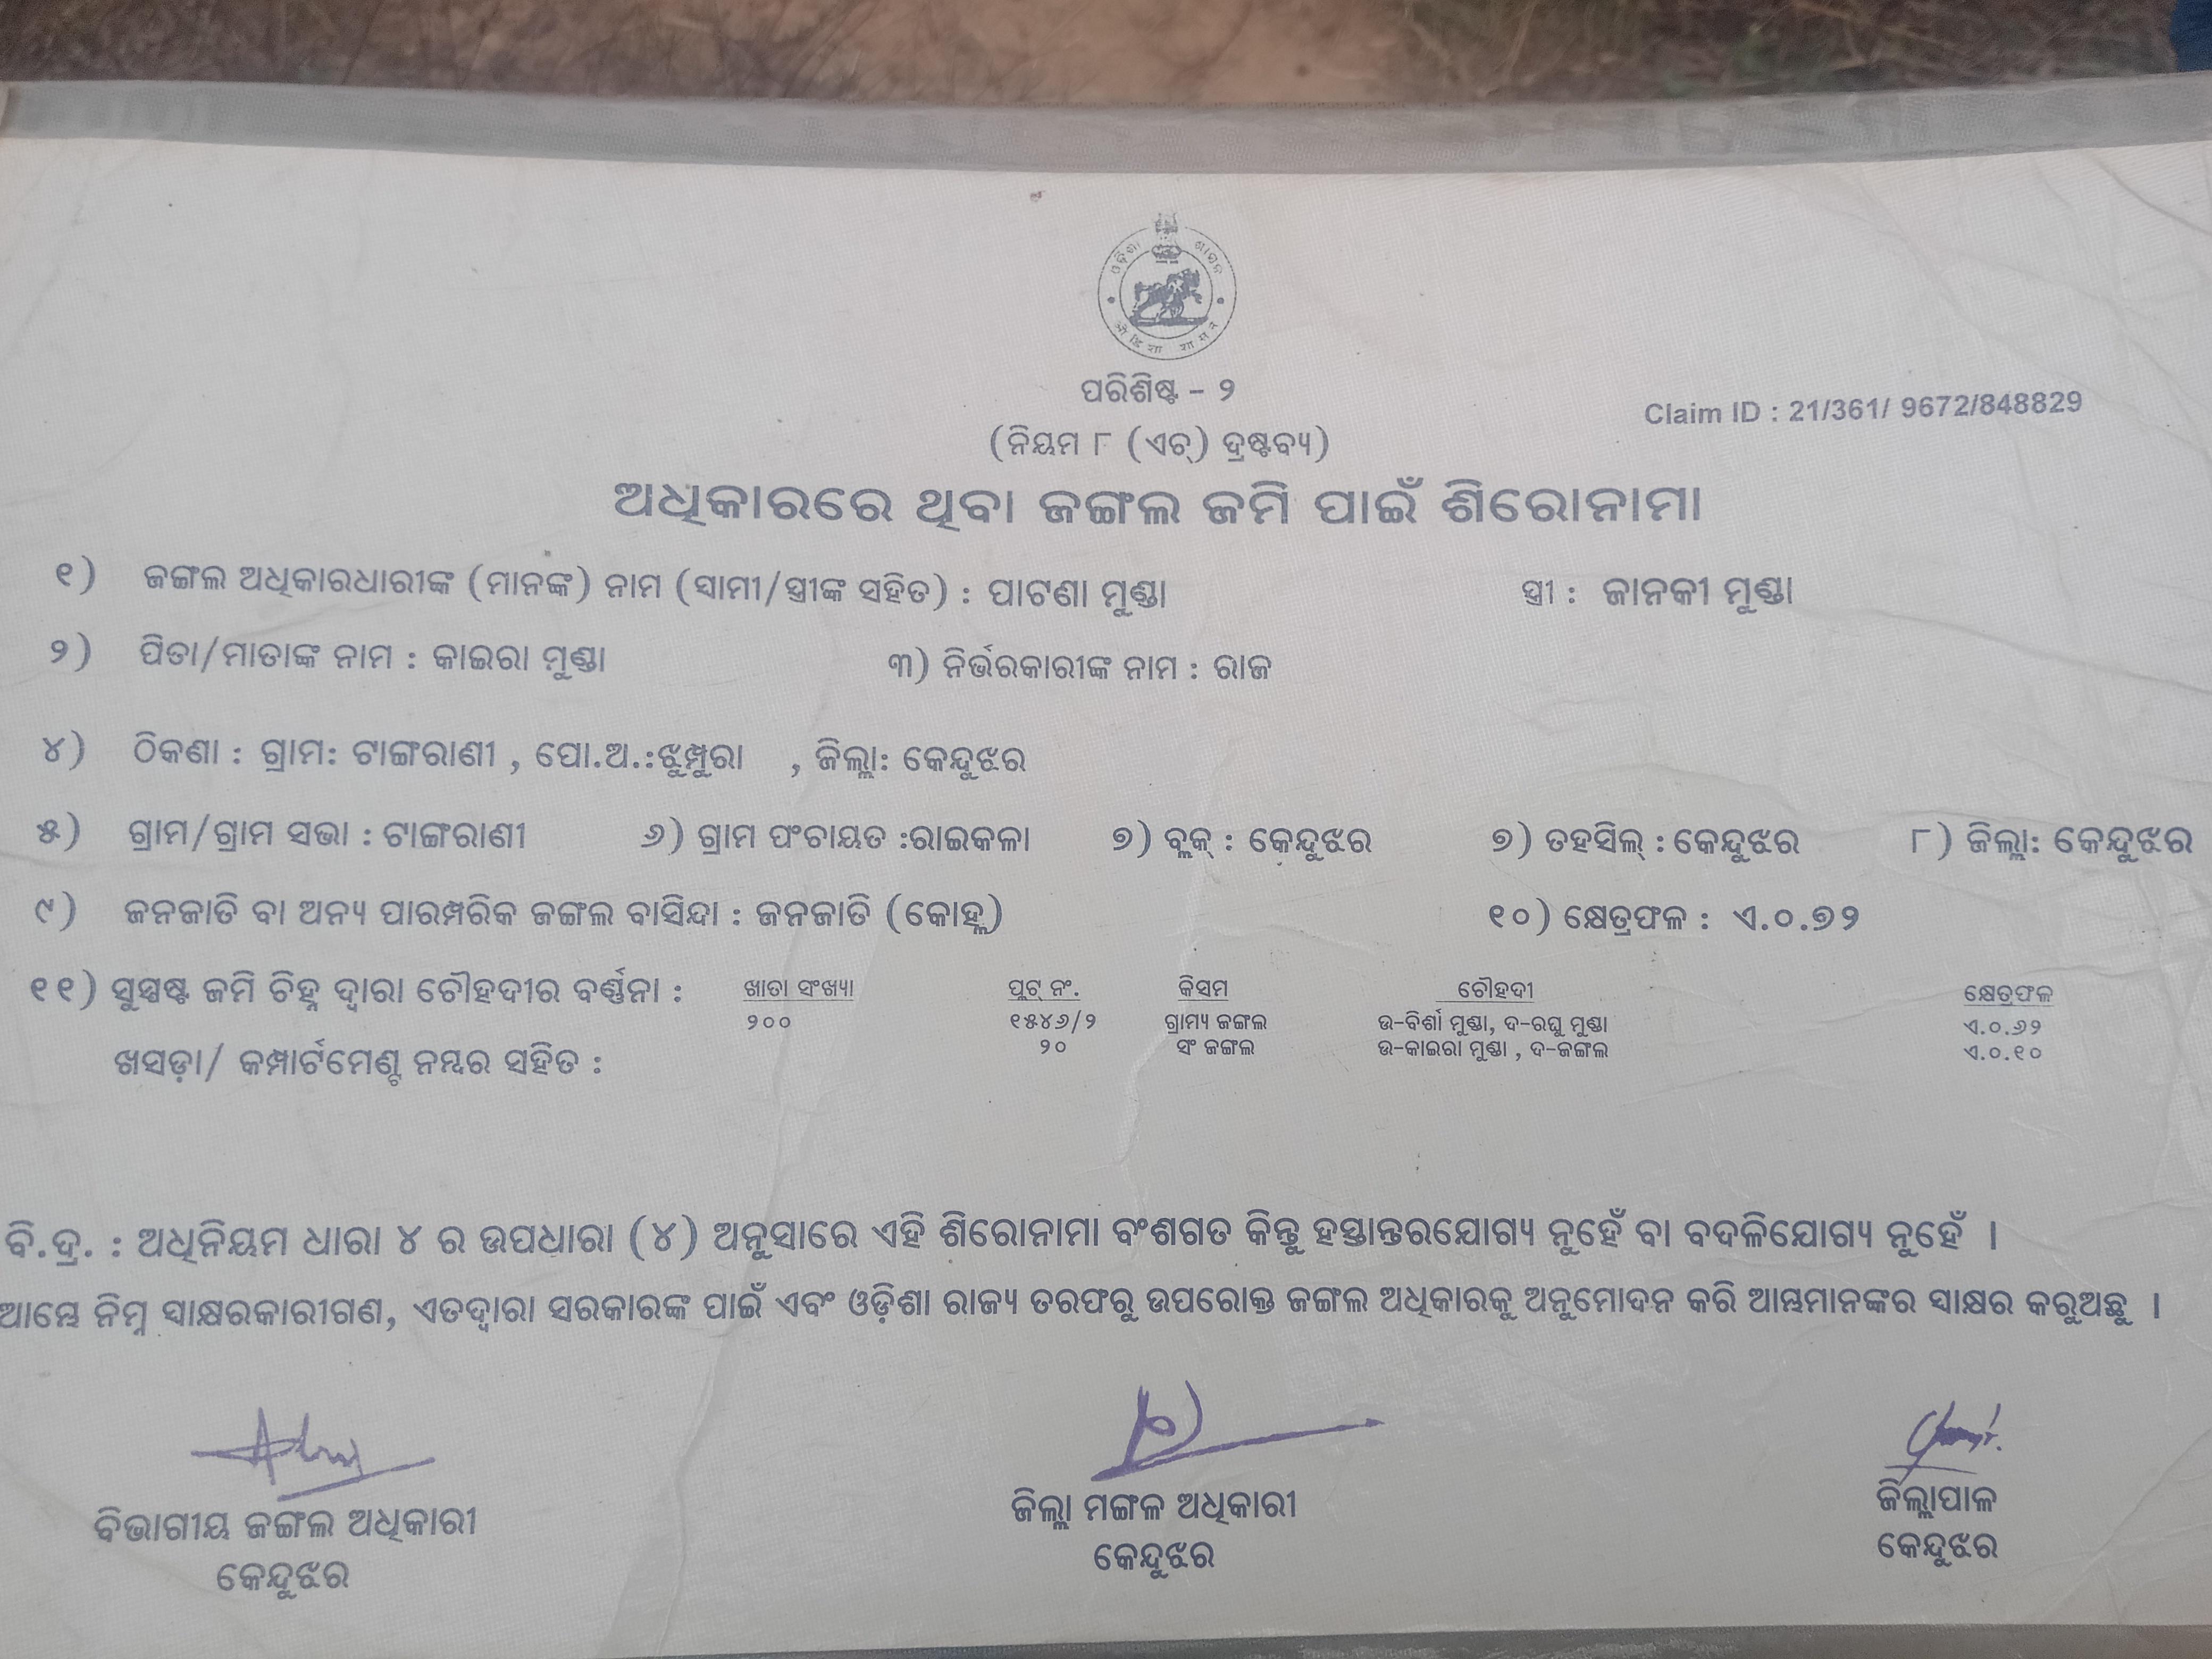 ଓଡ଼ିଶା ଶାସନ
ओडिशा शासन
ପରିଶିଷ୍ଟ - ୨
Claim ID : 21/361/ 9672/848829
(ନିୟମ ୮ (ଏଚ୍) ଦ୍ରଷ୍ଟବ୍ୟ)
ଅଧିକାରରେ ଥିବା ଜଙ୍ଗଲ ଜମି ପାଇଁ ଶିରୋନାମା
୧) ଜଙ୍ଗଲ ଅଧିକାରଧାରୀଙ୍କ (ମାନଙ୍କ) ନାମ (ସ୍ୱାମୀ/ସ୍ତ୍ରୀଙ୍କ ସହିତ) : ପାଟଣା ମୁଣ୍ଡା ସ୍ତ୍ରୀ : ଜାନକୀ ମୁଣ୍ଡା
୨) ପିତା/ମାତାଙ୍କ ନାମ : କାଇରା ମୁଣ୍ଡା ୩) ନିର୍ଭରକାରୀଙ୍କ ନାମ : ରାଜ
୪) ଠିକଣା : ଗ୍ରାମ: ଟାଙ୍ଗରାଣୀ , ପୋ.ଅ.:ଝୁମ୍ପୁରା , ଜିଲ୍ଲା: କେନ୍ଦୁଝର
୫) ଗ୍ରାମ/ଗ୍ରାମ ସଭା : ଟାଙ୍ଗରାଣୀ ୬) ଗ୍ରାମ ପଂଚାୟତ :ରାଇକଳା ୭) ବ୍ଲକ୍ : କେନ୍ଦୁଝର ୭) ତହସିଲ୍ : କେନ୍ଦୁଝର ୮) ଜିଲ୍ଲା: କେନ୍ଦୁଝର
୯) ଜନଜାତି ବା ଅନ୍ୟ ପାରମ୍ପରିକ ଜଙ୍ଗଲ ବାସିନ୍ଦା : ଜନଜାତି (କୋହ୍ଲ) ୧୦) କ୍ଷେତ୍ରଫଳ : ଏ.୦.୭୨
୧୧) ସୁସ୍ପଷ୍ଟ ଜମି ଚିହ୍ନ ଦ୍ୱାରା ଚୌହଦୀର ବର୍ଣ୍ଣନା : ଖାତା ସଂଖ୍ୟା ପ୍ଲଟ୍ ନଂ. କିସମ ଚୌହଦୀ କ୍ଷେତ୍ରଫଳ
୨୦୦ ୧୫୪୬/୨ ଗ୍ରାମ୍ୟ ଜଙ୍ଗଲ ଉ-ବିର୍ଶା ମୁଣ୍ଡା, ଦ-ରଘୁ ମୁଣ୍ଡା ଏ.୦.୬୨
୨୦ ସଂ ଜଙ୍ଗଲ ଉ-କାଇରା ମୁଣ୍ଡା , ଦ-ଜଙ୍ଗଲ ଏ.୦.୧୦
ଖସଡ଼ା/ କମ୍ପାର୍ଟମେଣ୍ଟ ନମ୍ବର ସହିତ :
ବି.ଦ୍ର. : ଅଧିନିୟମ ଧାରା ୪ ର ଉପଧାରା (୪) ଅନୁସାରେ ଏହି ଶିରୋନାମା ବଂଶଗତ କିନ୍ତୁ ହସ୍ତାନ୍ତରଯୋଗ୍ୟ ନୁହେଁ ବା ବଦଳିଯୋଗ୍ୟ ନୁହେଁ ।
ଆମ୍ଭେ ନିମ୍ନ ସ୍ୱାକ୍ଷରକାରୀଗଣ, ଏତଦ୍ୱାରା ସରକାରଙ୍କ ପାଇଁ ଏବଂ ଓଡ଼ିଶା ରାଜ୍ୟ ତରଫରୁ ଉପରୋକ୍ତ ଜଙ୍ଗଲ ଅଧିକାରକୁ ଅନୁମୋଦନ କରି ଆମ୍ଭମାନଙ୍କର ସ୍ୱାକ୍ଷର କରୁଅଛୁ ।
ବିଭାଗୀୟ ଜଙ୍ଗଲ ଅଧିକାରୀ ଜିଲ୍ଲା ମଙ୍ଗଳ ଅଧିକାରୀ ଜିଲ୍ଲାପାଳ
କେନ୍ଦୁଝର କେନ୍ଦୁଝର କେନ୍ଦୁଝର